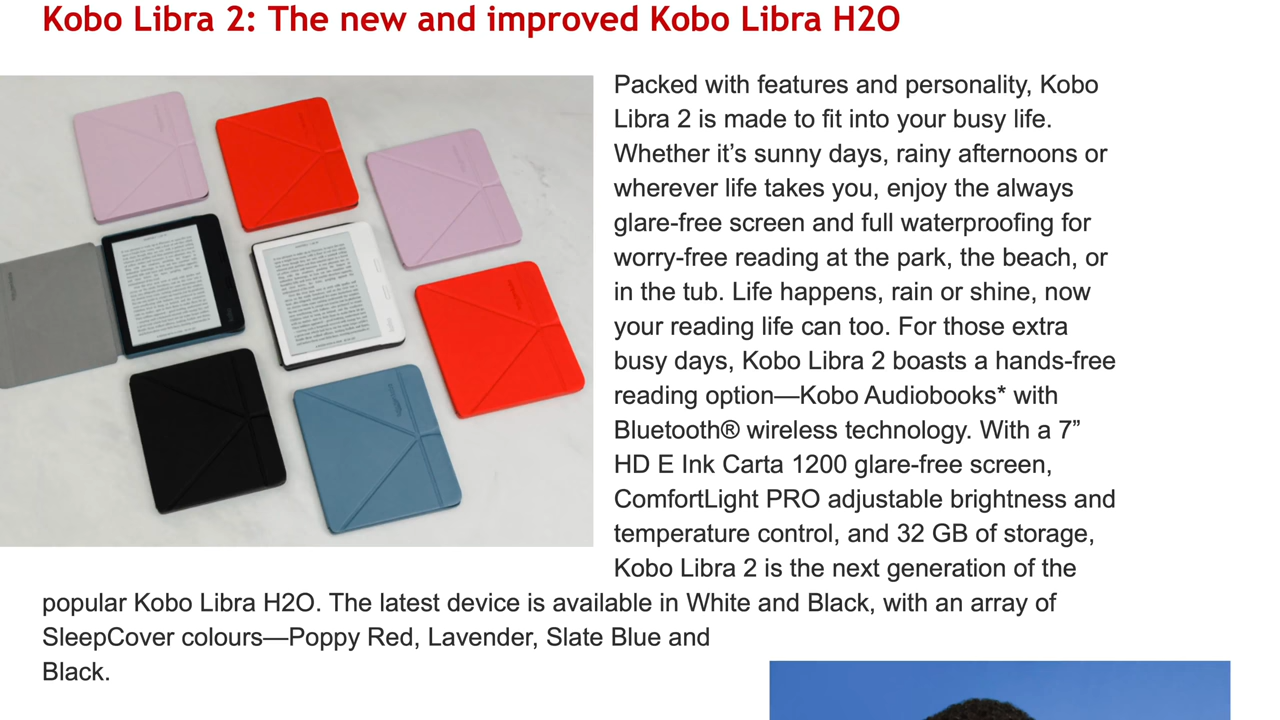 Kobo Libra 2: The new and improved Kobo Libra H2O
Packed with features and personality, Kobo
Libra 2 is made to fit into your busy life.
Whether it’s sunny days, rainy afternoons or
wherever life takes you, enjoy the always
glare-free screen and full waterproofing for
worry-free reading at the park, the beach, or
in the tub. Life happens, rain or shine, now
your reading life can too. For those extra
busy days, Kobo Libra 2 boasts a hands-free
reading option—Kobo Audiobooks* with
Bluetooth® wireless technology. With a 7”
HD E Ink Carta 1200 glare-free screen,
ComfortLight PRO adjustable brightness and
temperature control, and 32 GB of storage,
Kobo Libra 2 is the next generation of the
popular Kobo Libra H2O. The latest device is available in White and Black, with an array of
SleepCover colours—Poppy Red, Lavender, Slate Blue and
Black.